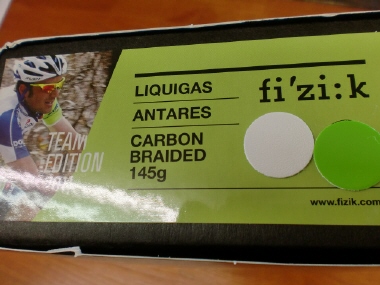 LIQUIGAS
fi'zi:k
ANTARES
CARBON
BRAIDED
145g
TEAM
EDITION
www.fizik.com